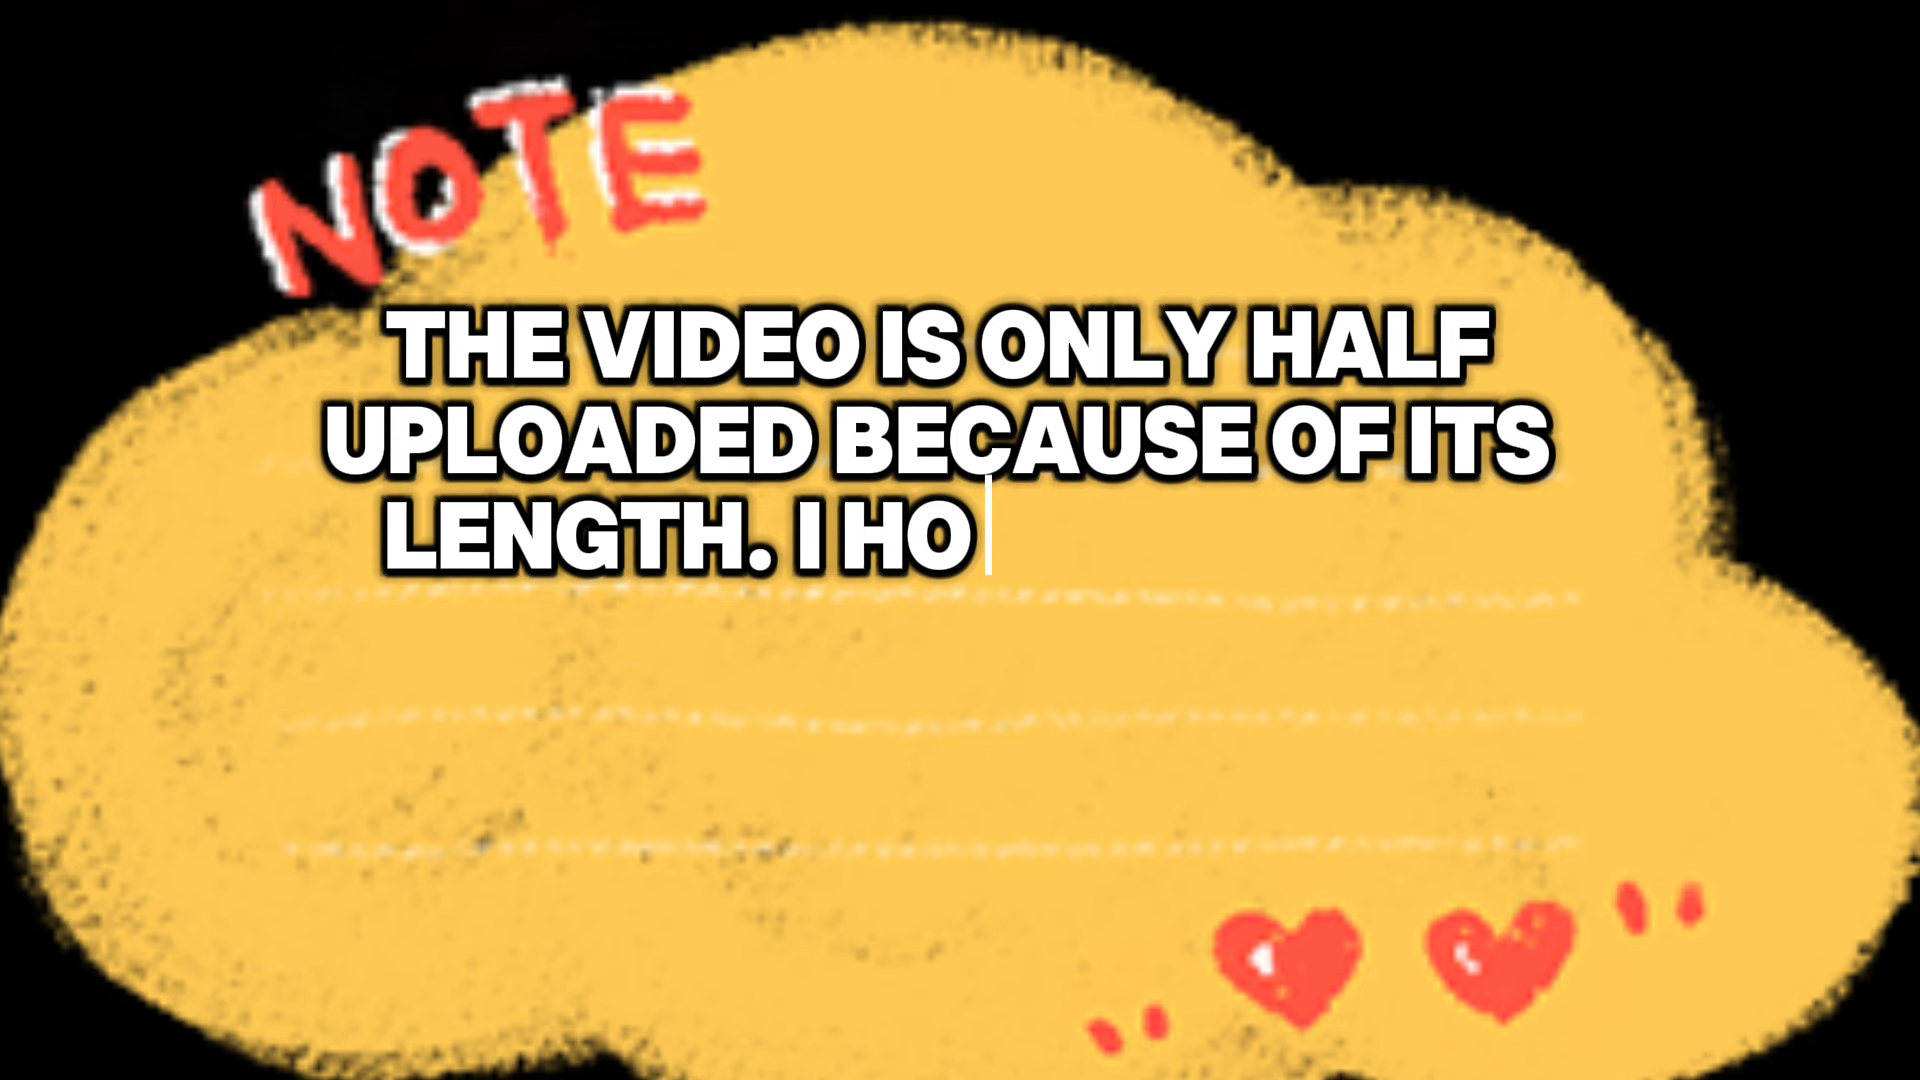 NOTE
THE VIDEO IS ONLY HALF
UPLOADED BECAUSE OF ITS
LENGTH. I HO